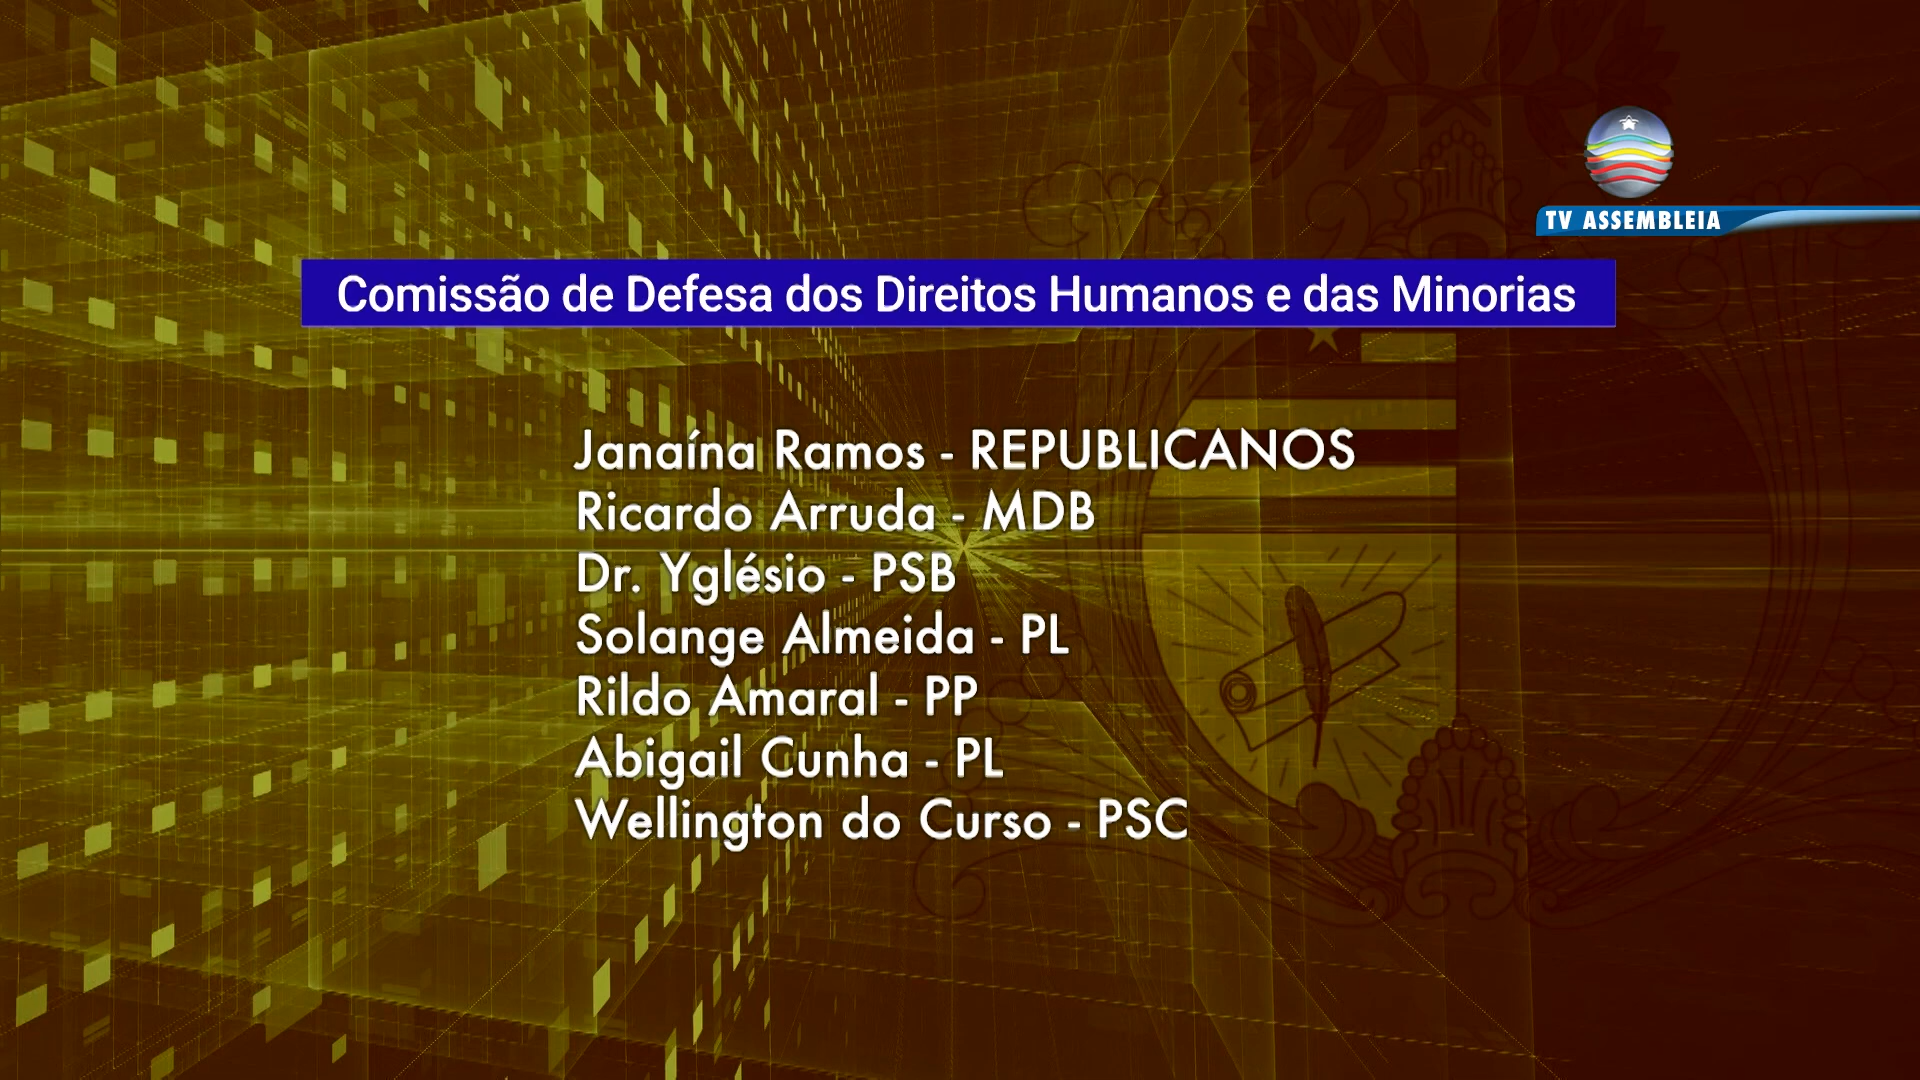 TV ASSEMBLEIA
Comissão de Defesa dos Direitos Humanos e das Minorias
Janaína Ramos - REPUBLICANOS
Ricardo Arruda - MDB
Dr. Yglésio - PSB
Solange Almeida - PL
Rildo Amaral - PP
Abigail Cunha - PL
Wellington do Curso - PSC